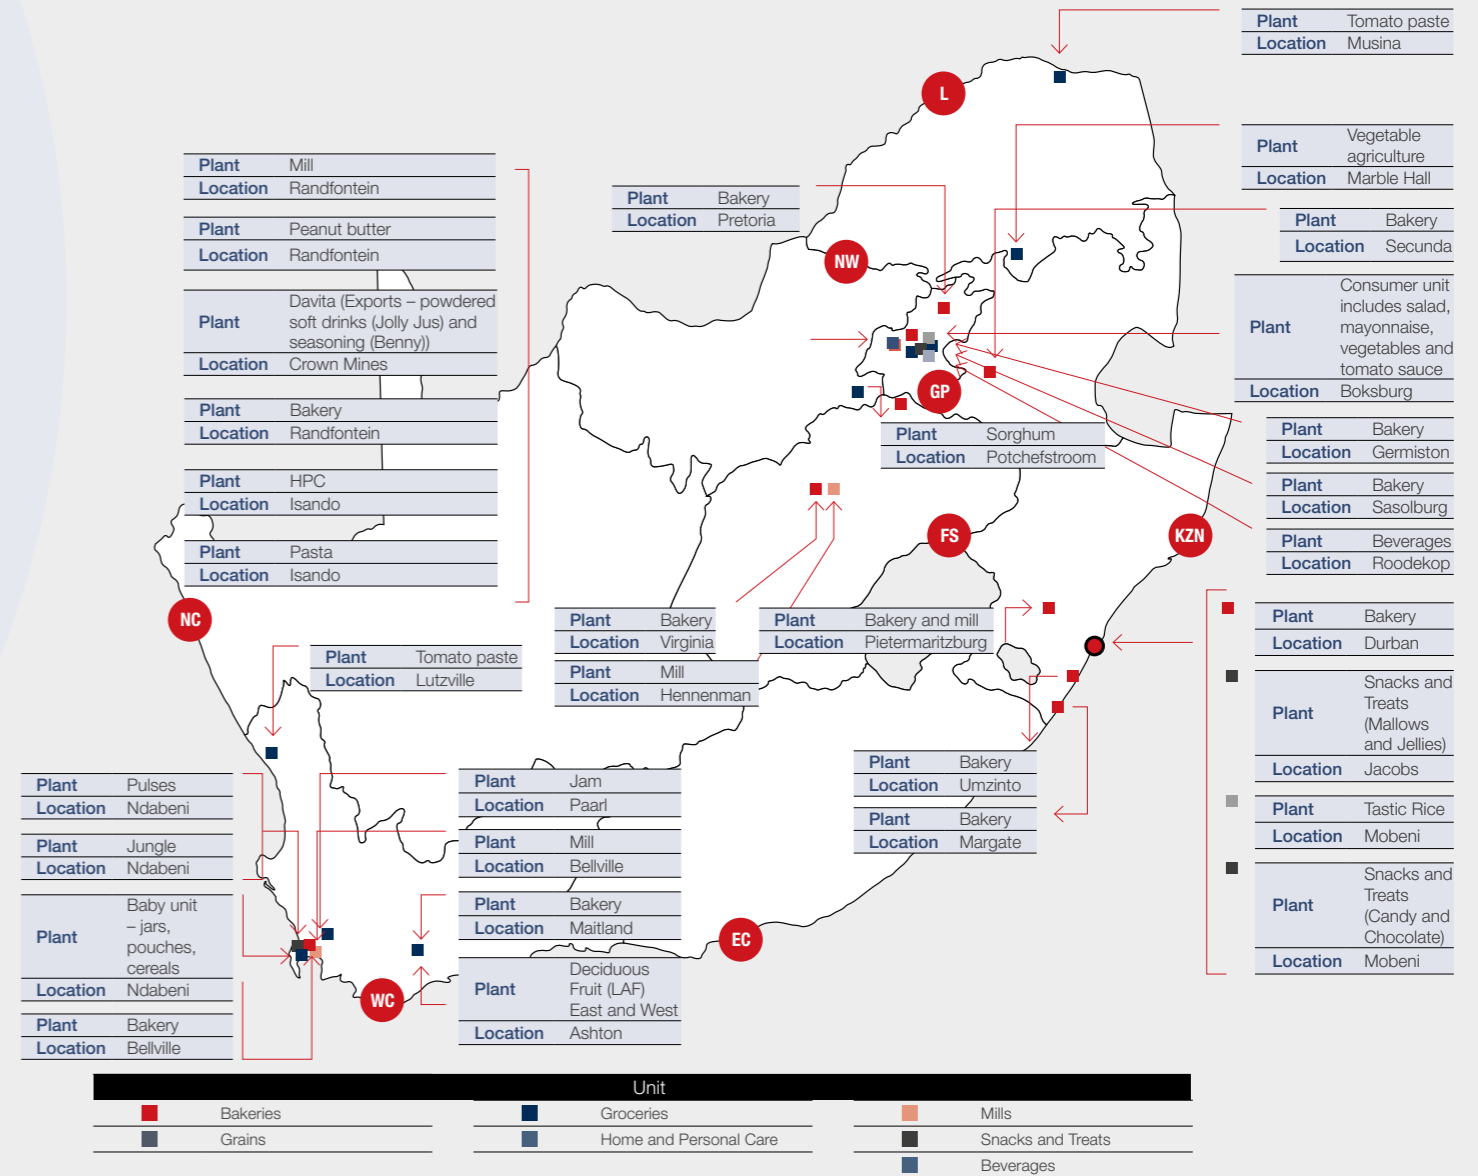 Plant Tomato paste
Location Musina
L
Plant Vegetable
agriculture
Location Marble Hall
Plant Mill
Location Randfontein
Plant Peanut butter
Location Randfontein
Plant Davita (Exports – powdered
soft drinks (Jolly Jus) and
seasoning (Benny))
Location Crown Mines
Plant Bakery
Location Randfontein
Plant HPC
Location Isando
Plant Pasta
Location Isando
Plant Bakery
Location Pretoria
NW
Plant Bakery
Location Secunda
Plant Consumer unit
includes salad,
mayonnaise,
vegetables and
tomato sauce
Location Boksburg
GP
Plant Sorghum
Location Potchefstroom
Plant Bakery
Location Germiston
Plant Bakery
Location Sasolburg
Plant Beverages
Location Roodekop
FS
KZN
NC
Plant Bakery
Location Virginia
Plant Mill
Location Hennenman
Plant Bakery and mill
Location Pietermaritzburg
Plant Bakery
Location Durban
Plant Snacks and
Treats
(Mallows
and Jellies)
Location Jacobs
Plant Tastic Rice
Location Mobeni
Plant Snacks and
Treats
(Candy and
Chocolate)
Location Mobeni
Plant Tomato paste
Location Lutzville
Plant Bakery
Location Umzinto
Plant Bakery
Location Margate
Plant Pulses
Location Ndabeni
Plant Jungle
Location Ndabeni
Plant Baby unit
– jars,
pouches,
cereals
Location Ndabeni
Plant Bakery
Location Bellville
Plant Jam
Location Paarl
Plant Mill
Location Bellville
Plant Bakery
Location Maitland
Plant Deciduous
Fruit (LAF)
East and West
Location Ashton
EC
WC
Unit
Bakeries Groceries Mills
Grains Home and Personal Care Snacks and Treats
Beverages